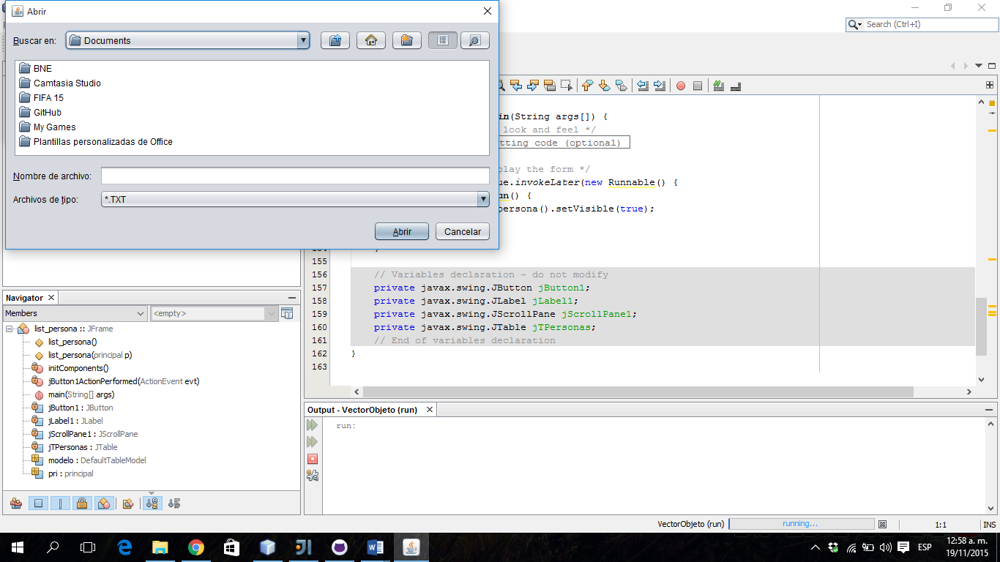 Abrir
Buscar en: Documents
BNE
Camtasia Studio
FIFA 15
GitHub
My Games
Plantillas personalizadas de Office
Nombre de archivo:
Archivos de tipo: *.TXT
Abrir Cancelar
Search (Ctrl+I)
in(String args[]) {
look and feel */
tting code (optional)
play the form */
ue.invokeLater(new Runnable() {
un() {
persona().setVisible(true);
155
156 // Variables declaration - do not modify
157 private javax.swing.JButton jButton1;
158 private javax.swing.JLabel jLabel1;
159 private javax.swing.JScrollPane jScrollPane1;
160 private javax.swing.JTable jTPersonas;
161 // End of variables declaration
162 }
163
Navigator
Members <empty>
list_persona :: JFrame
list_persona()
list_persona(principal p)
initComponents()
jButton1ActionPerformed(ActionEvent evt)
main(String[] args)
jButton1 : JButton
jLabel1 : JLabel
jScrollPane1 : JScrollPane
jTPersonas : JTable
modelo : DefaultTableModel
pri : principal
Output - VectorObjeto (run)
run:
VectorObjeto (run) running... 1:1 INS
ESP
12:58 a. m.
19/11/2015